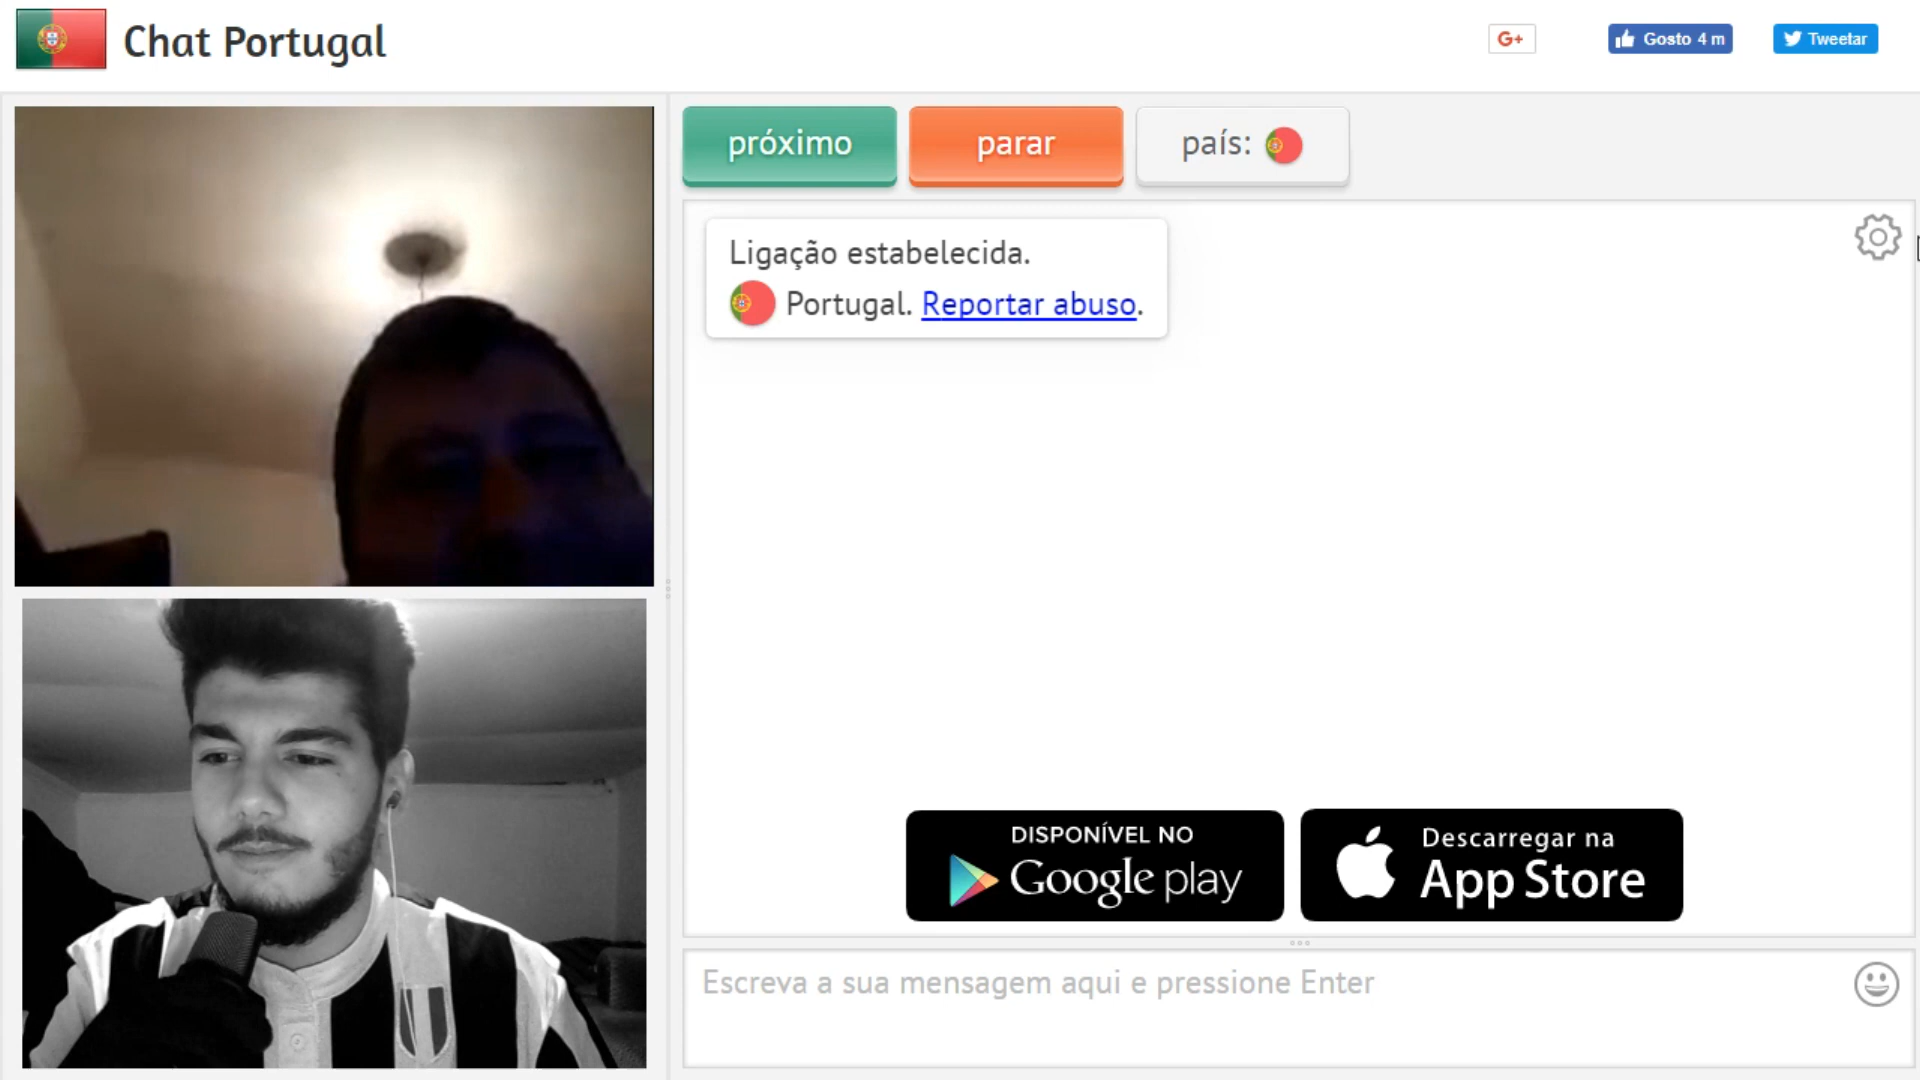 Chat Portugal
G+
Gosto 4 m
Tweetar
próximo
parar
país:
Ligação estabelecida.
Portugal. Reportar abuso.
DISPONÍVEL NO
Google play
Descarregar na
App Store
Escreva a sua mensagem aqui e pressione Enter